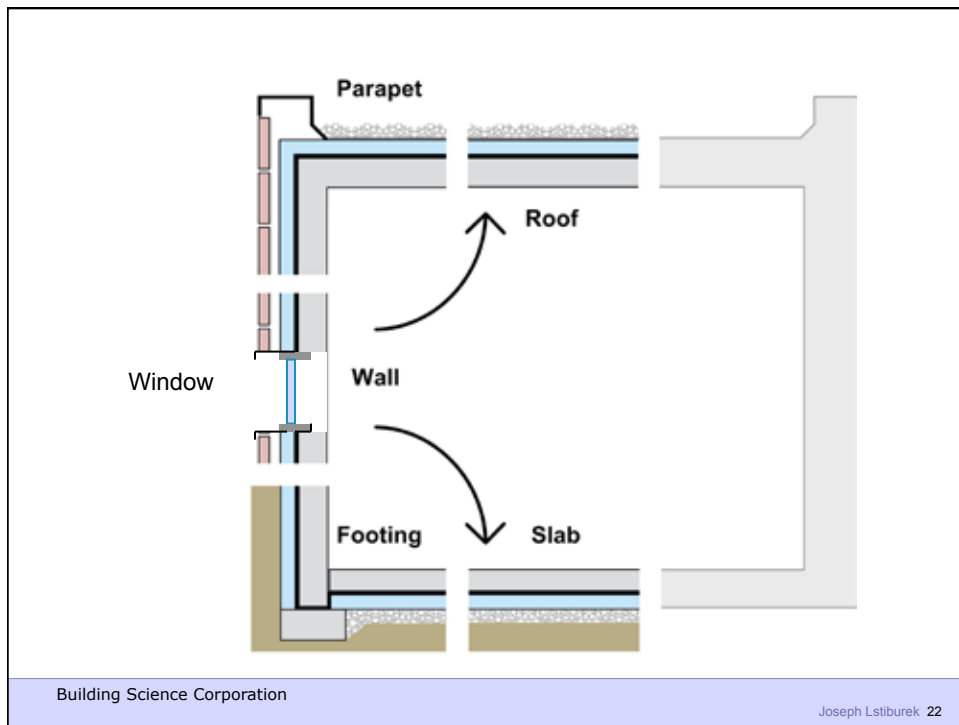 Parapet
Roof
Window
Wall
Footing
Slab
Building Science Corporation
Joseph Lstiburek 22